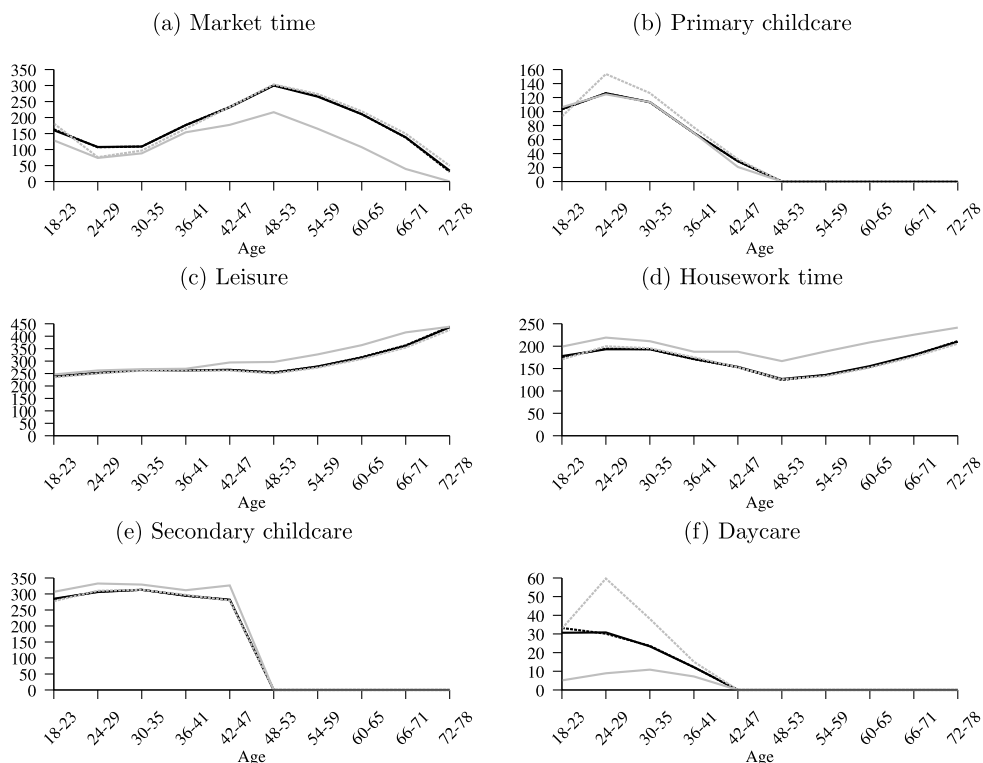 (a) Market time
350
300
250
200
150
100
50
0
18-23 24-29 30-35 36-41 42-47 48-53 54-59 60-65 66-71 72-78
Age
(b) Primary childcare
160
140
120
100
80
60
40
20
0
18-23 24-29 30-35 36-41 42-47 48-53 54-59 60-65 66-71 72-78
Age
(c) Leisure
450
400
350
300
250
200
150
100
50
0
18-23 24-29 30-35 36-41 42-47 48-53 54-59 60-65 66-71 72-78
Age
(d) Housework time
250
200
150
100
50
0
18-23 24-29 30-35 36-41 42-47 48-53 54-59 60-65 66-71 72-78
Age
(e) Secondary childcare
350
300
250
200
150
100
50
0
18-23 24-29 30-35 36-41 42-47 48-53 54-59 60-65 66-71 72-78
Age
(f) Daycare
60
50
40
30
20
10
0
18-23 24-29 30-35 36-41 42-47 48-53 54-59 60-65 66-71 72-78
Age